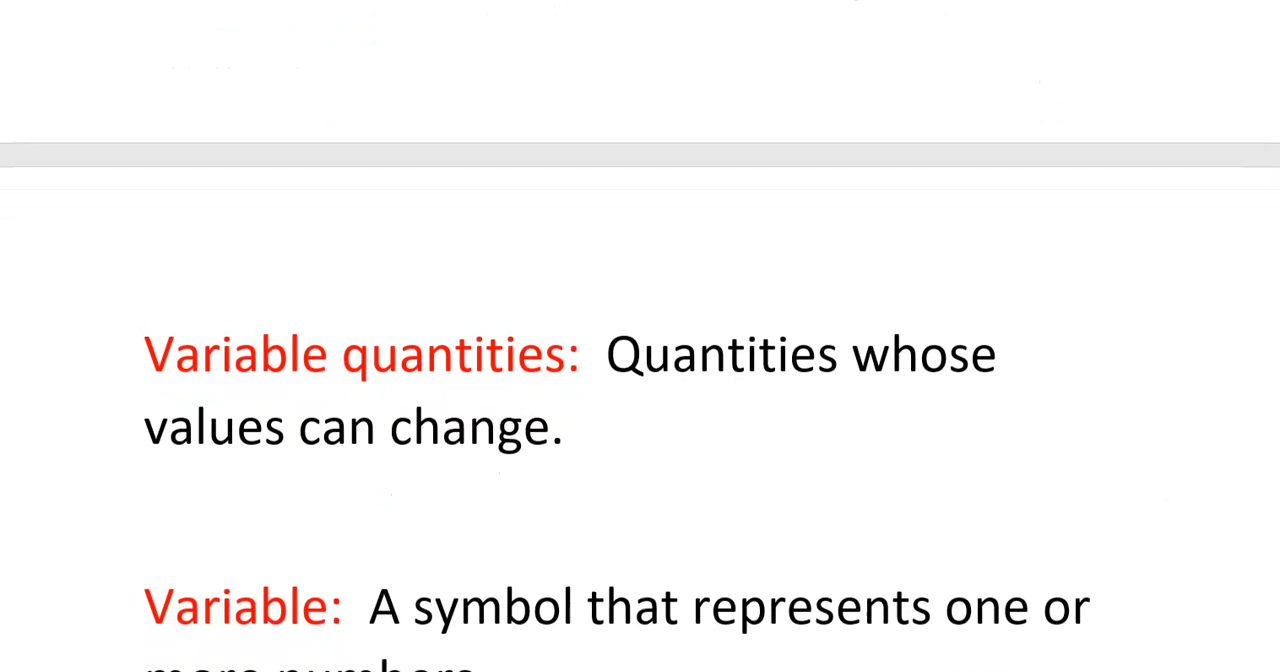 Variable quantities:  Quantities whose
values can change.
Variable:  A symbol that represents one or
more numbers.